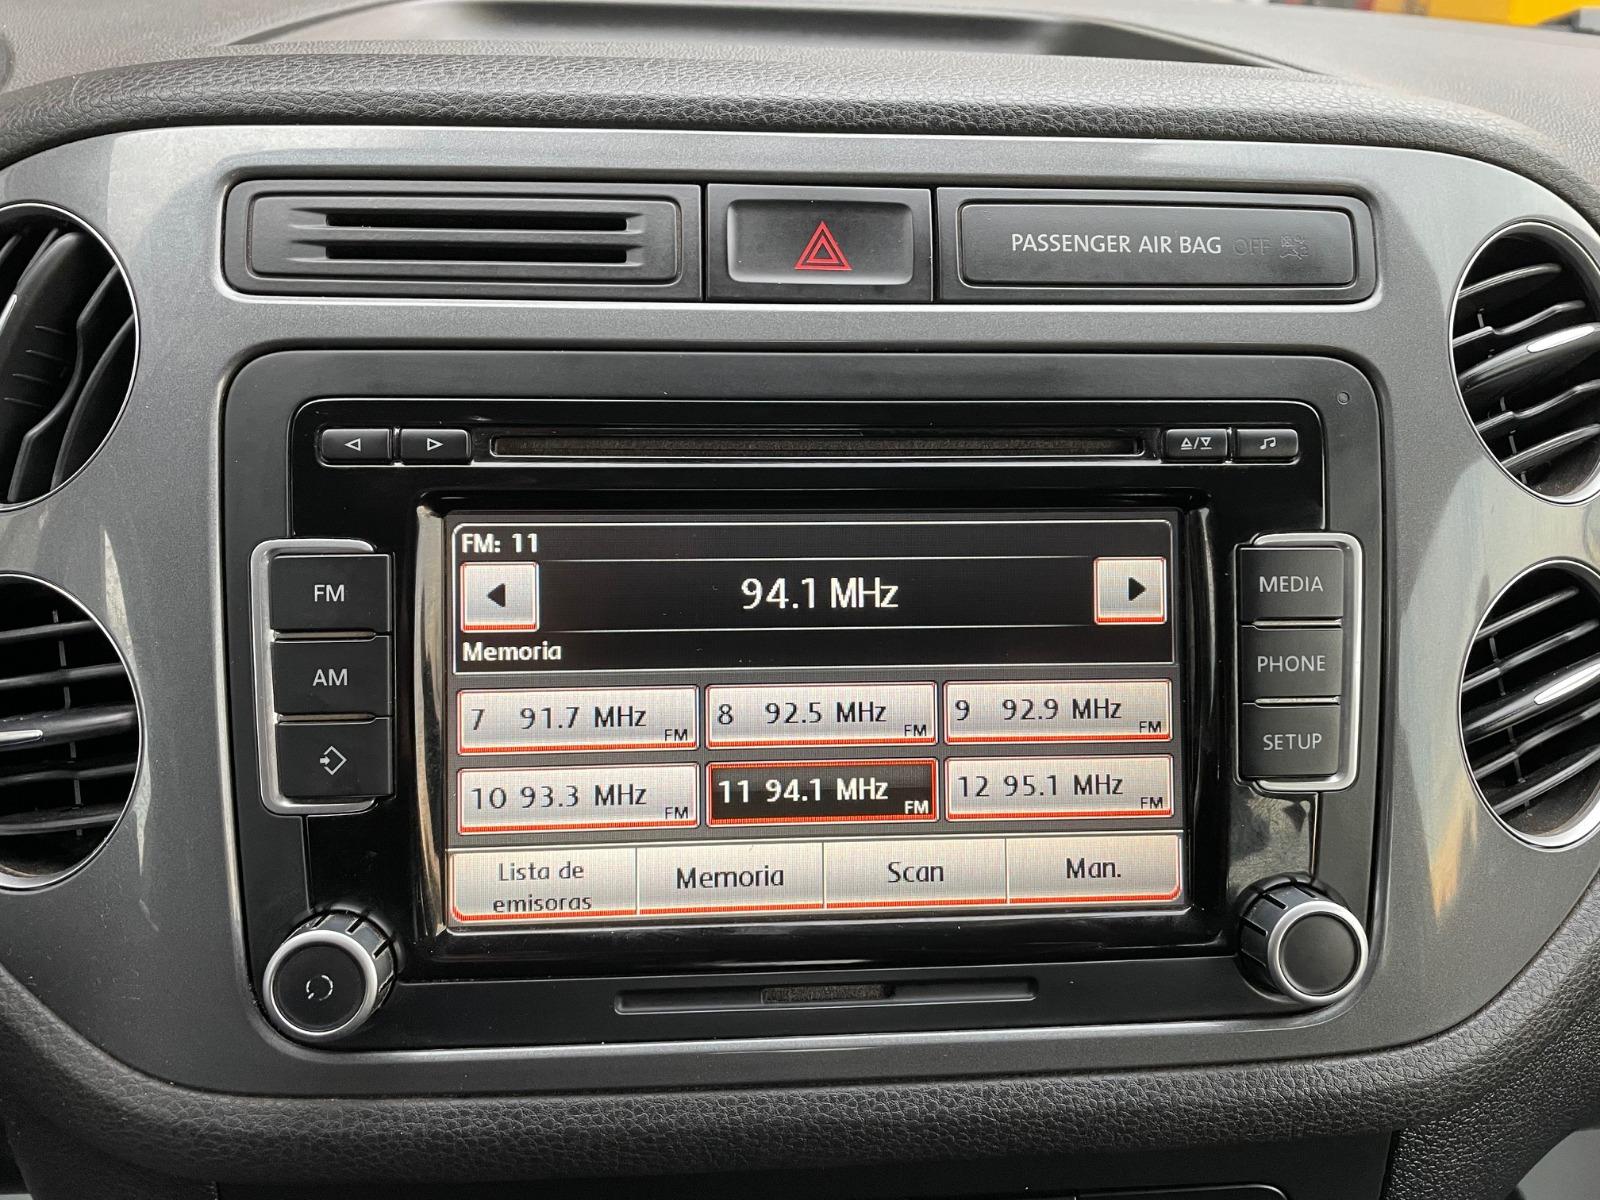 PASSENGER AIR BAG OFF
FM: 11
94.1 MHz
Memoria
7 91.7 MHz FM
8 92.5 MHz FM
9 92.9 MHz FM
10 93.3 MHz FM
11 94.1 MHz FM
12 95.1 MHz FM
Lista de
emisoras
Memoria
Scan
Man.
FM
AM
MEDIA
PHONE
SETUP